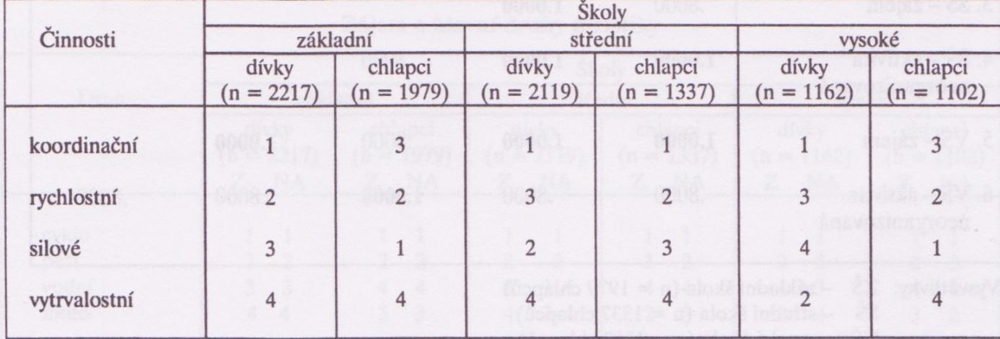 Školy
Činnosti základní střední vysoké
dívky chlapci dívky chlapci dívky chlapci
(n = 2217) (n = 1979) (n = 2119) (n = 1337) (n = 1162) (n = 1102)
koordinační 1 3 1 1 1 3
rychlostní 2 2 3 2 3 2
silové 3 1 2 3 4 1
vytrvalostní 4 4 4 4 2 4